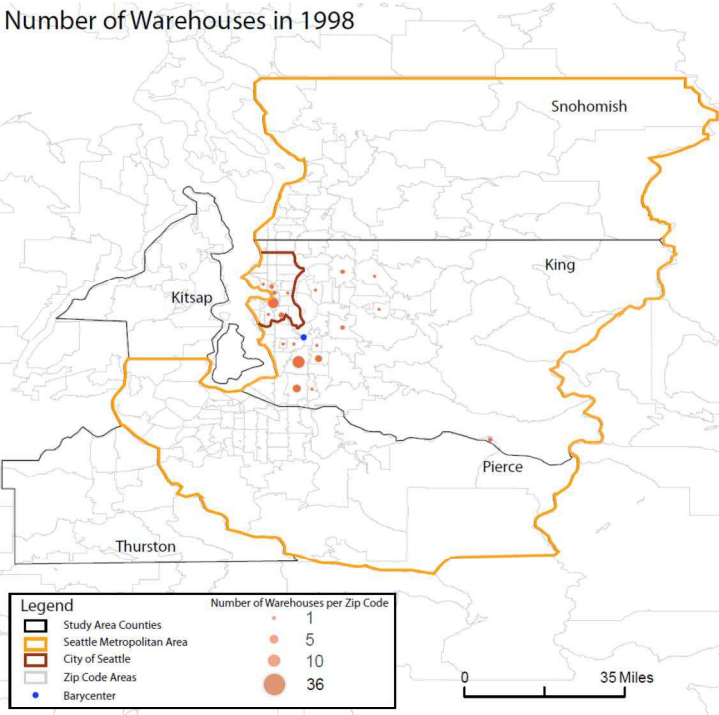 Number of Warehouses in 1998
Snohomish
King
Kitsap
Pierce
Thurston
Legend
Study Area Counties
Seattle Metropolitan Area
City of Seattle
Zip Code Areas
Barycenter
Number of Warehouses per Zip Code
1
5
10
36
0 35 Miles